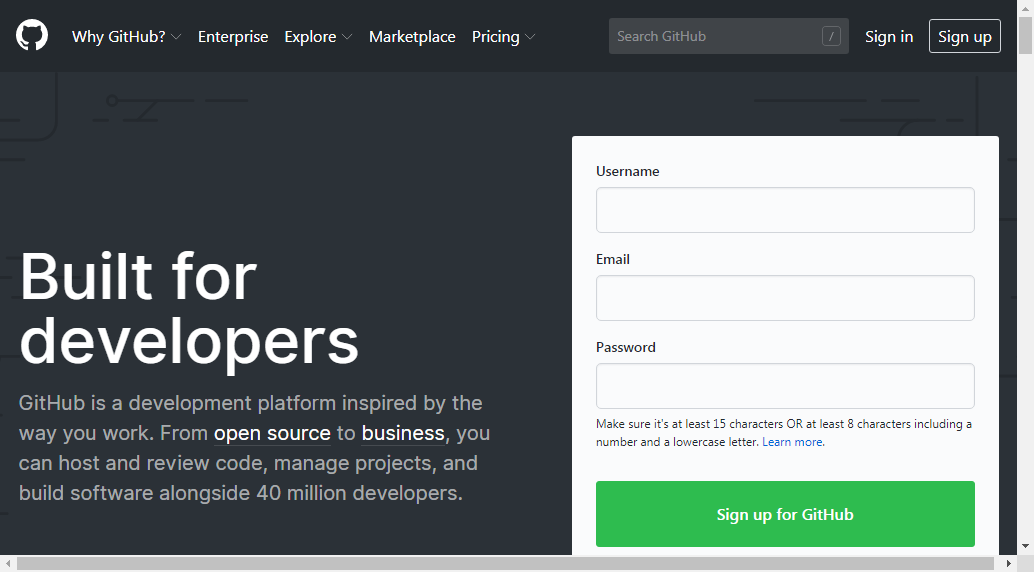 Why GitHub? Enterprise Explore Marketplace Pricing Search GitHub / Sign in Sign up
Built for
developers
GitHub is a development platform inspired by the
way you work. From open source to business, you
can host and review code, manage projects, and
build software alongside 40 million developers.
Username
Email
Password
Make sure it's at least 15 characters OR at least 8 characters including a
number and a lowercase letter. Learn more.
Sign up for GitHub